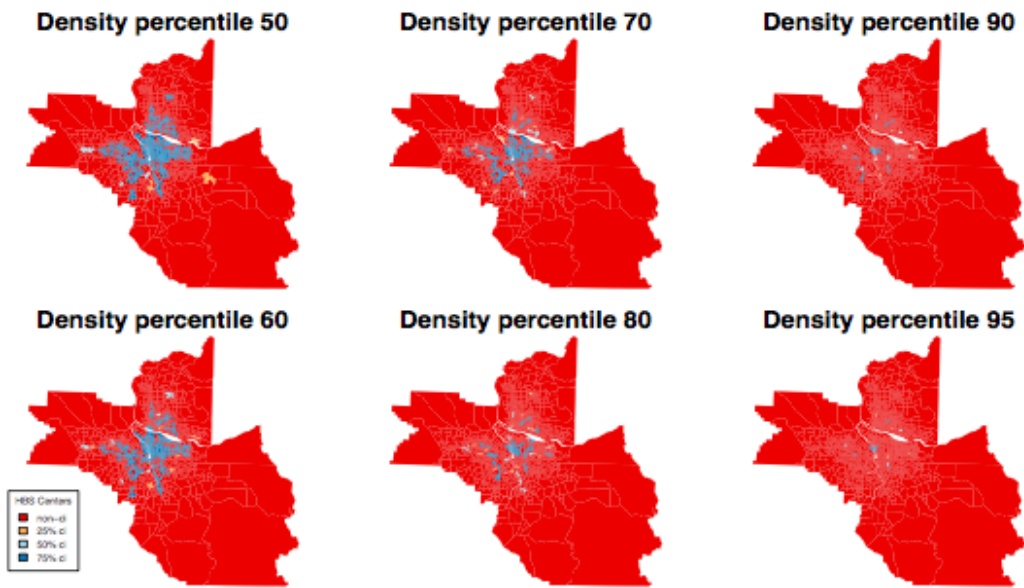 Density percentile 50
Density percentile 70
Density percentile 90
Density percentile 60
Density percentile 80
Density percentile 95
HBS Centers
non-ci
25% ci
50% ci
75% ci